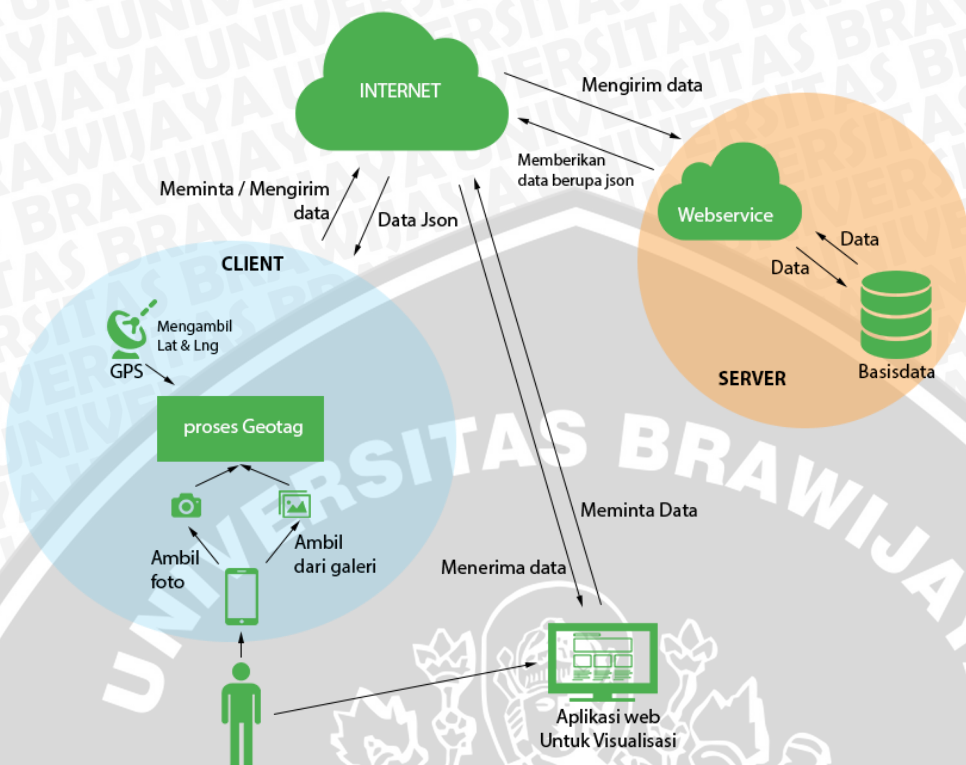 INTERNET
Mengirim data
Memberikan
data berupa json
Webservice
Data
Data
Basisdata
SERVER
Meminta / Mengirim
data
Data Json
CLIENT
Mengambil
Lat & Lng
GPS
proses Geotag
Ambil
foto
Ambil
dari galeri
Meminta Data
Menerima data
Aplikasi web
Untuk Visualisasi
UNIVERSITAS BRAWIJAYA